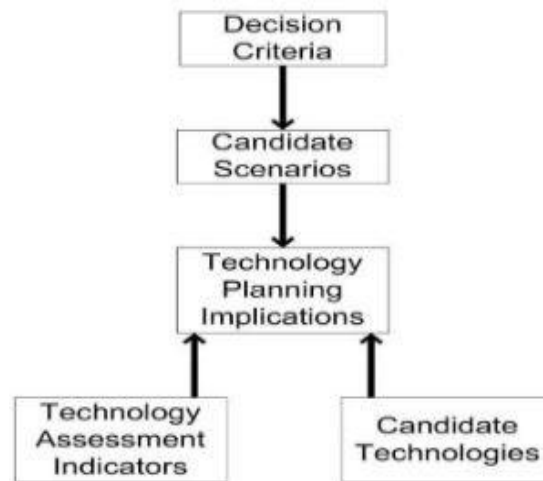 Decision
Criteria
Candidate
Scenarios
Technology
Planning
Implications
Technology
Assessment
Indicators
Candidate
Technologies